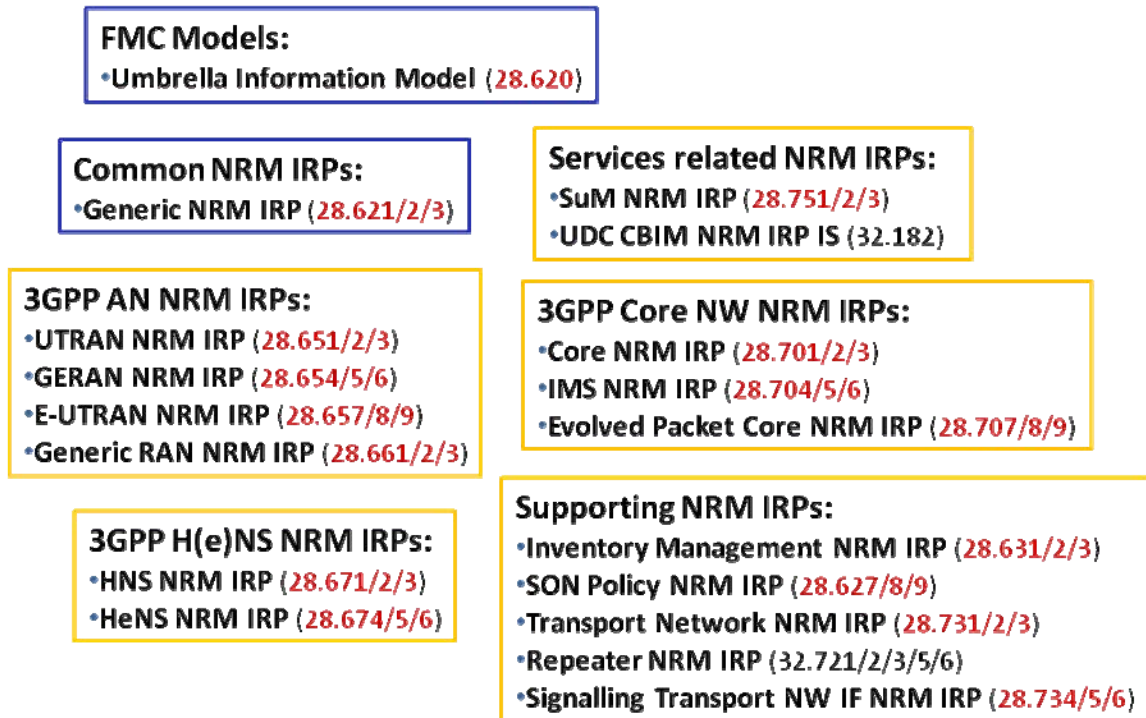 FMC Models:
•Umbrella Information Model (28.620)
Common NRM IRPs:
•Generic NRM IRP (28.621/2/3)
Services related NRM IRPs:
•SuM NRM IRP (28.751/2/3)
•UDC CBIM NRM IRP IS (32.182)
3GPP AN NRM IRPs:
•UTRAN NRM IRP (28.651/2/3)
•GERAN NRM IRP (28.654/5/6)
•E-UTRAN NRM IRP (28.657/8/9)
•Generic RAN NRM IRP (28.661/2/3)
3GPP Core NW NRM IRPs:
•Core NRM IRP (28.701/2/3)
•IMS NRM IRP (28.704/5/6)
•Evolved Packet Core NRM IRP (28.707/8/9)
3GPP H(e)NS NRM IRPs:
•HNS NRM IRP (28.671/2/3)
•HeNS NRM IRP (28.674/5/6)
Supporting NRM IRPs:
•Inventory Management NRM IRP (28.631/2/3)
•SON Policy NRM IRP (28.627/8/9)
•Transport Network NRM IRP (28.731/2/3)
•Repeater NRM IRP (32.721/2/3/5/6)
•Signalling Transport NW IF NRM IRP (28.734/5/6)